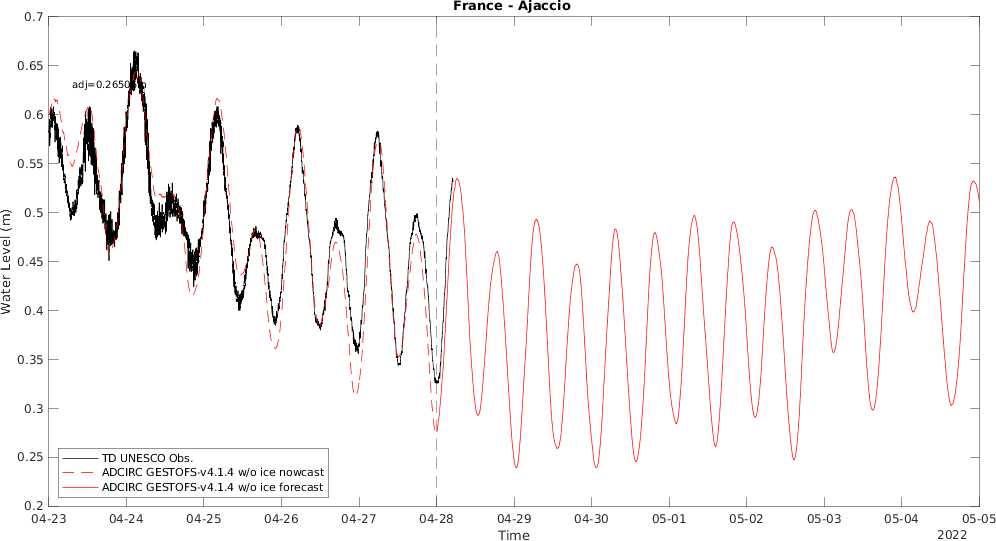 France - Ajaccio
0.7
0.65
0.6
0.55
0.5
0.45
0.4
0.35
0.3
0.25
0.2
Water Level (m)
adj=0.2650
TD UNESCO Obs.
ADCIRC GESTOFS-v4.1.4 w/o ice nowcast
ADCIRC GESTOFS-v4.1.4 w/o ice forecast
04-23 04-24 04-25 04-26 04-27 04-28 04-29 04-30 05-01 05-02 05-03 05-04 05-05
Time
2022